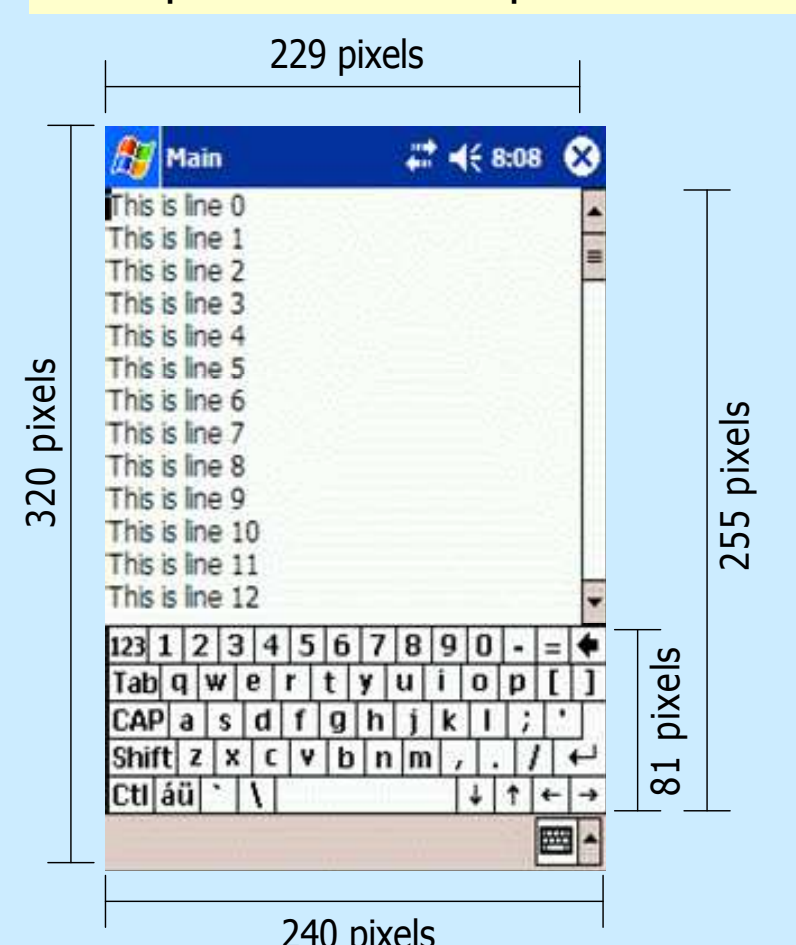 229 pixels
Main 8:08
This is line 0
This is line 1
This is line 2
This is line 3
This is line 4
This is line 5
This is line 6
This is line 7
This is line 8
This is line 9
This is line 10
This is line 11
This is line 12
320 pixels
255 pixels
123 1 2 3 4 5 6 7 8 9 0 - =
Tab q w e r t y u i o p [ ]
CAP a s d f g h j k l ; '
Shift z x c v b n m , . /
Ctl áü ` \ ↓ ↑ ← →
81 pixels
240 pixels